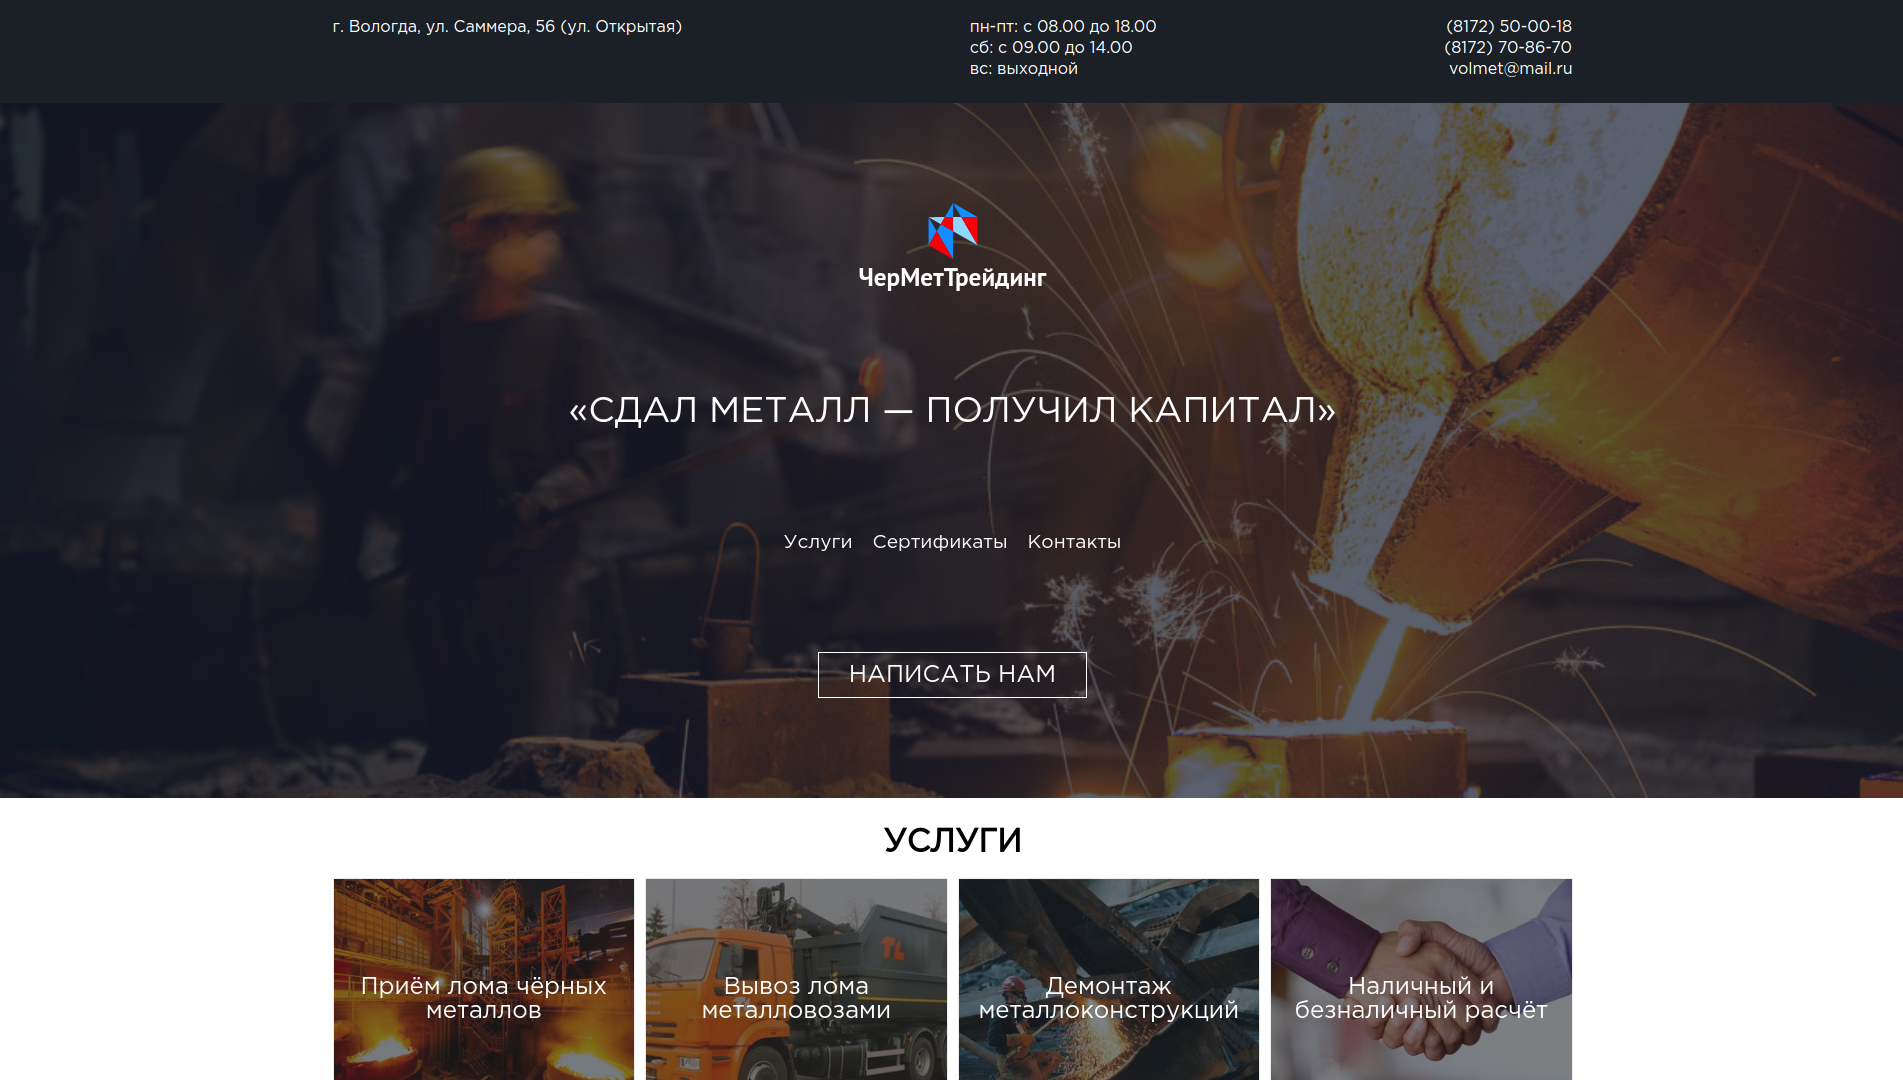 г. Вологда, ул. Саммера, 56 (ул. Открытая)
пн-пт: с 08.00 до 18.00
сб: с 09.00 до 14.00
вс: выходной
(8172) 50-00-18
(8172) 70-86-70
volmet@mail.ru
ЧерМетТрейдинг
«СДАЛ МЕТАЛЛ — ПОЛУЧИЛ КАПИТАЛ»
Услуги Сертификаты Контакты
НАПИСАТЬ НАМ
УСЛУГИ
Приём лома чёрных
металлов
Вывоз лома
металловозами
Демонтаж
металлоконструкций
Наличный и
безналичный расчёт